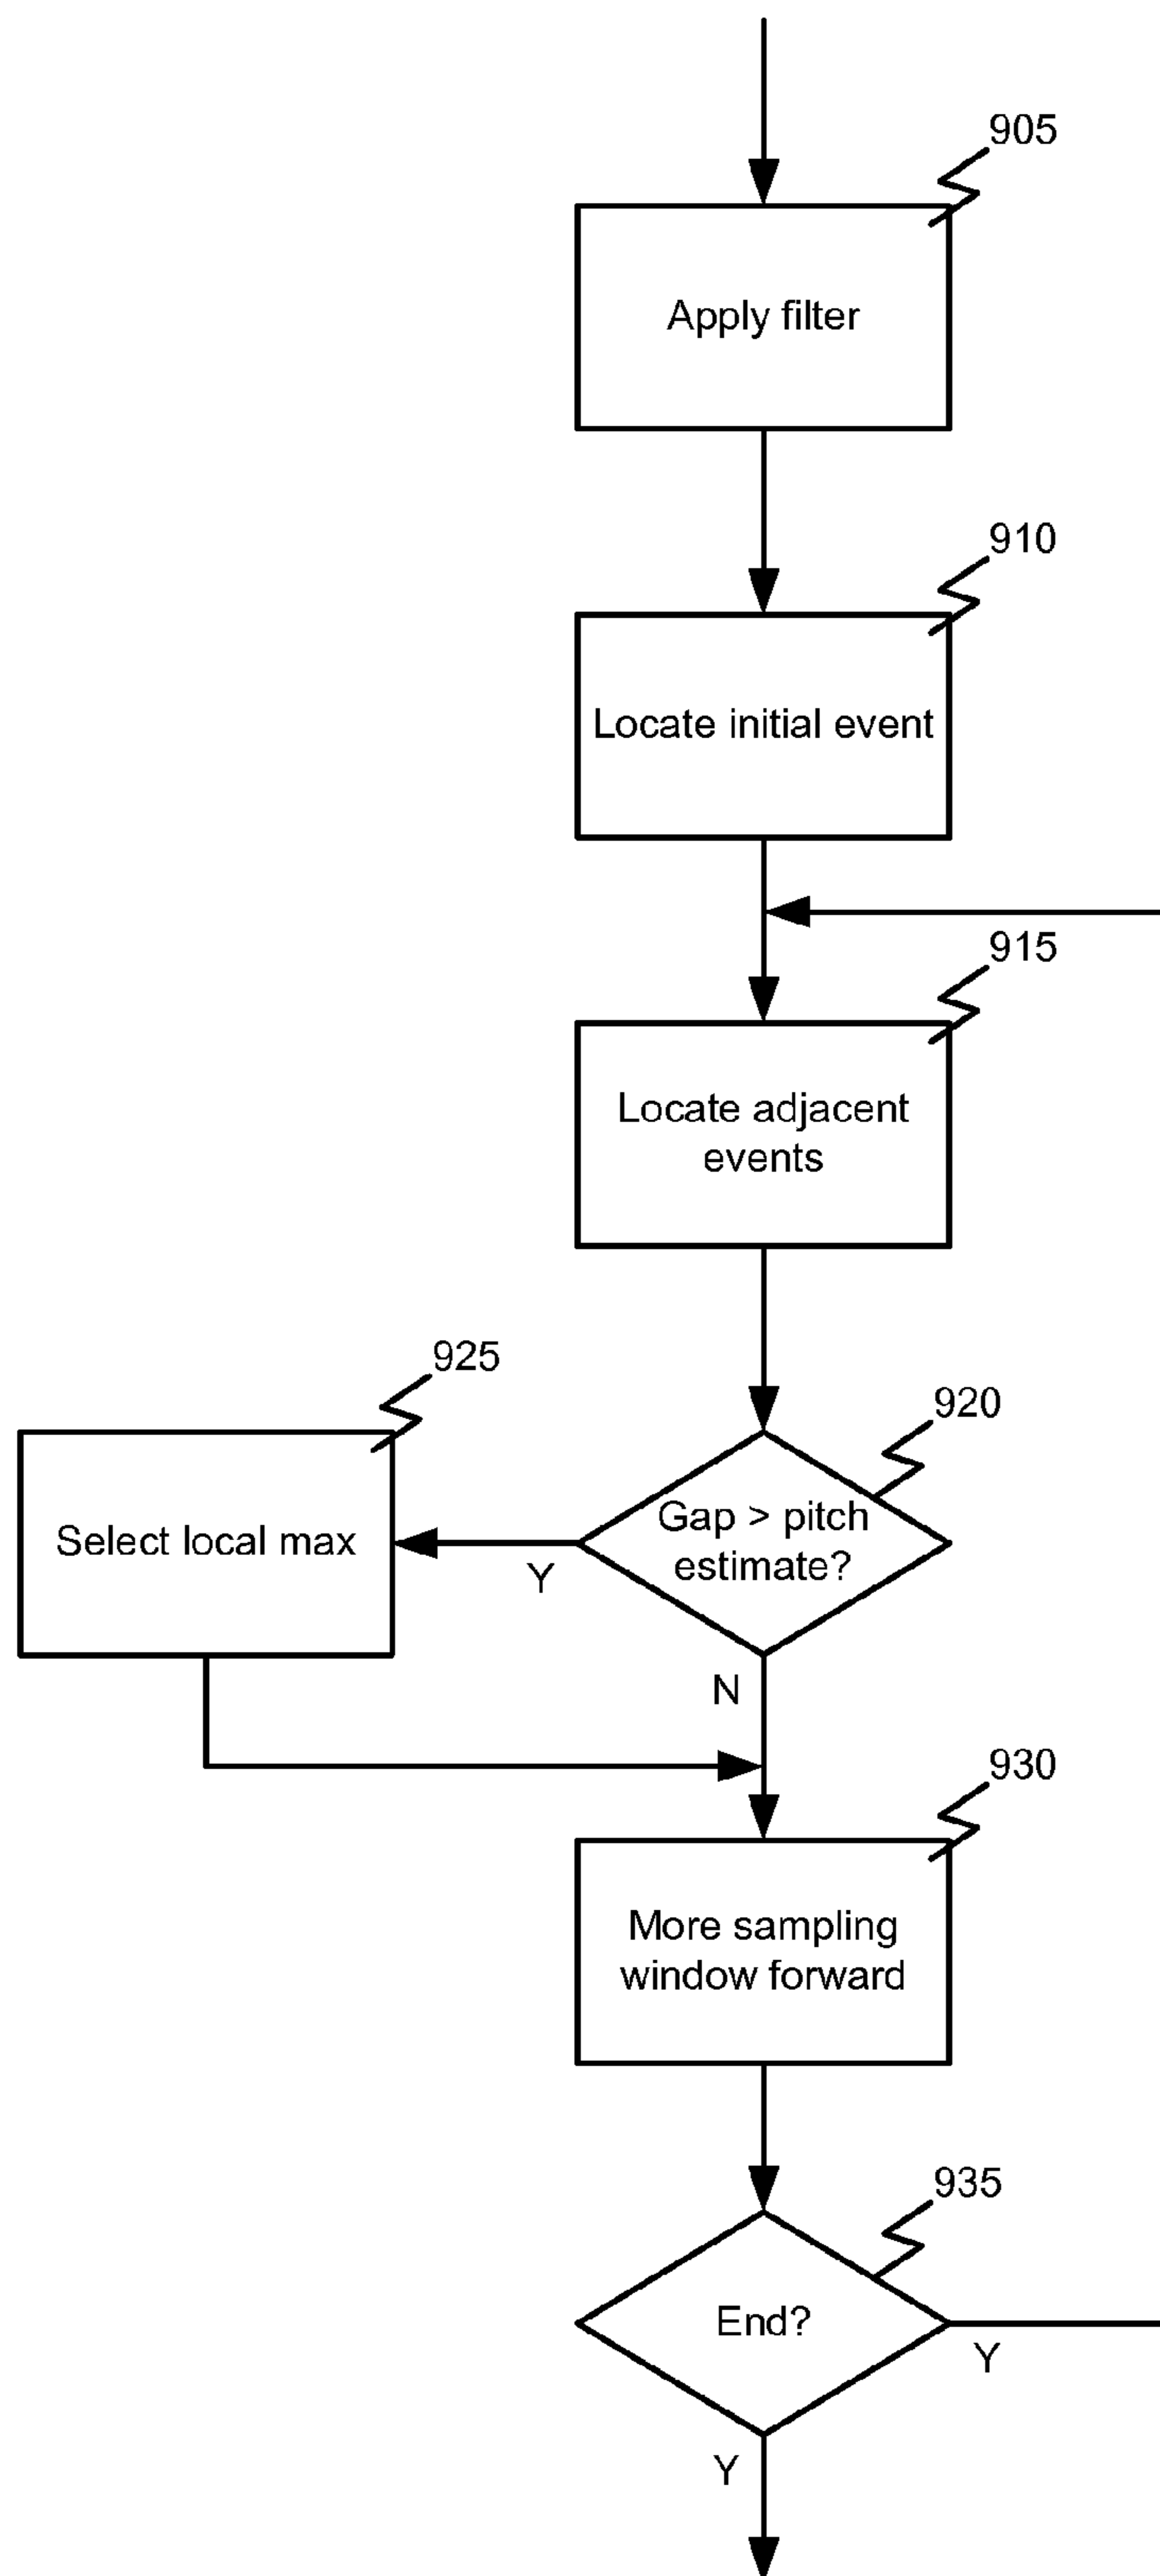 905
Apply filter
910
Locate initial event
915
Locate adjacent
events
925
920
Select local max
Gap > pitch
estimate?
Y
N
930
More sampling
window forward
935
End?
Y
Y